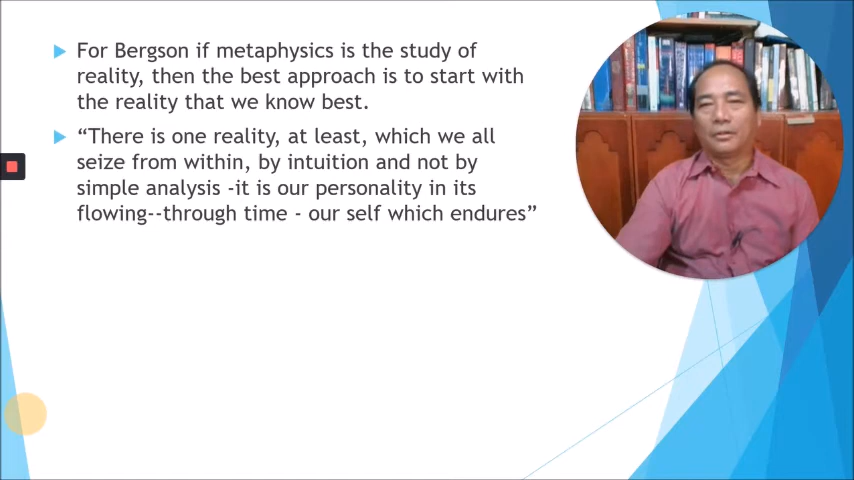 For Bergson if metaphysics is the study of
reality, then the best approach is to start with
the reality that we know best.
“There is one reality, at least, which we all
seize from within, by intuition and not by
simple analysis -it is our personality in its
flowing--through time - our self which endures”